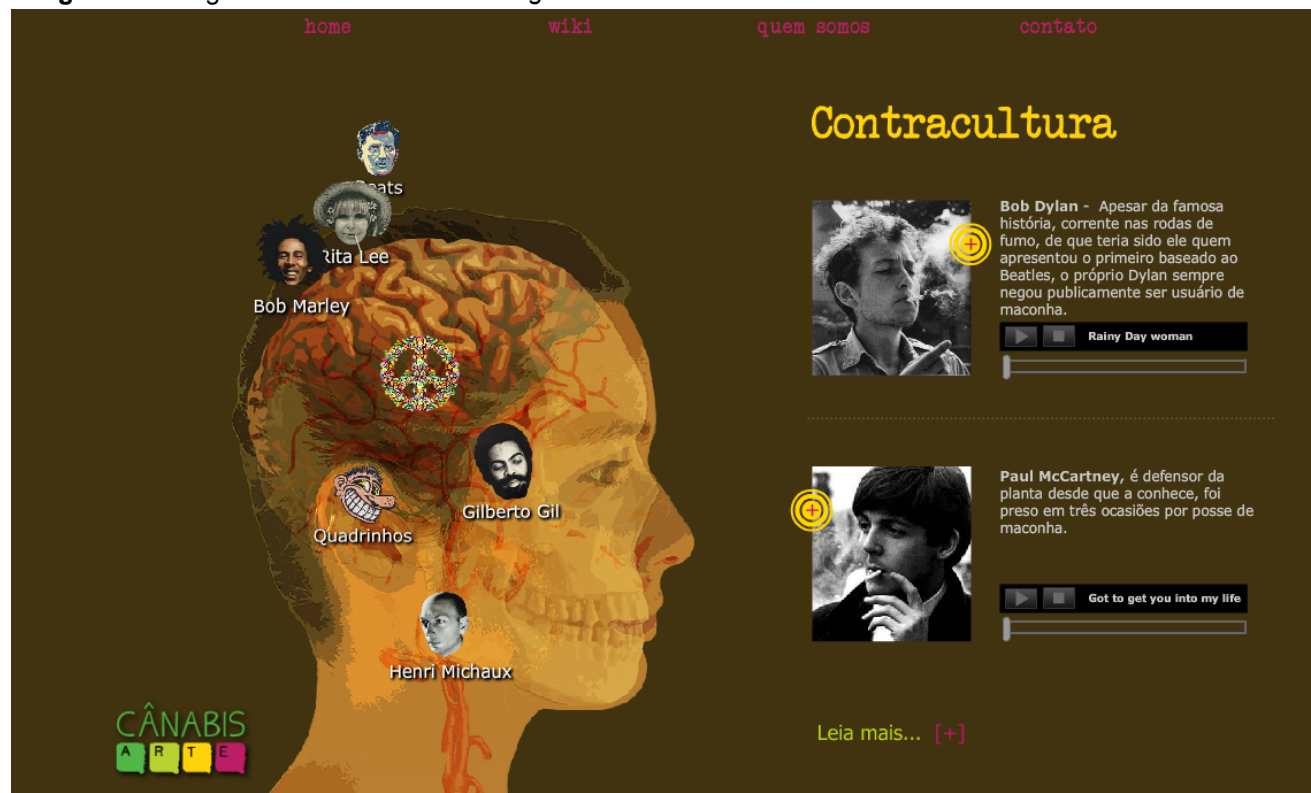 home wiki quem somos contato
Contracultura
Rita Lee
Bob Marley
Gilberto Gil
Quadrinhos
Henri Michaux
CÂNABIS
ARTE
Bob Dylan - Apesar da famosa
história, corrente nas rodas de
fumo, de que teria sido ele quem
apresentou o primeiro baseado ao
Beatles, o próprio Dylan sempre
negou publicamente ser usuário de
maconha.
Rainy Day woman
Paul McCartney, é defensor da
planta desde que a conhece, foi
preso em três ocasiões por posse de
maconha.
Got to get you into my life
Leia mais... [+]